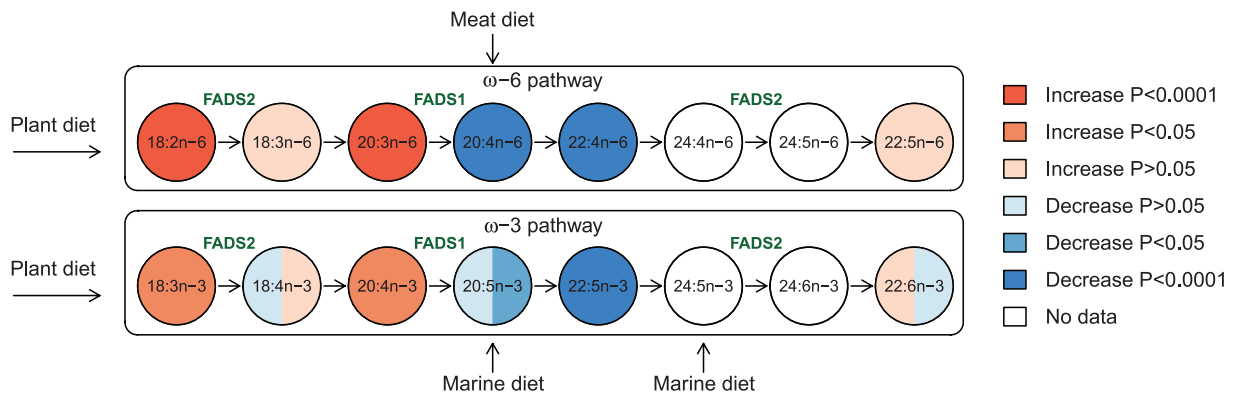 Meat diet
ω−6 pathway
FADS2 FADS1 FADS2
Plant diet
18:2n−6 18:3n−6 20:3n−6 20:4n−6 22:4n−6 24:4n−6 24:5n−6 22:5n−6
ω−3 pathway
FADS2 FADS1 FADS2
Plant diet
18:3n−3 18:4n−3 20:4n−3 20:5n−3 22:5n−3 24:5n−3 24:6n−3 22:6n−3
Marine diet Marine diet
Increase P<0.0001
Increase P<0.05
Increase P>0.05
Decrease P>0.05
Decrease P<0.05
Decrease P<0.0001
No data